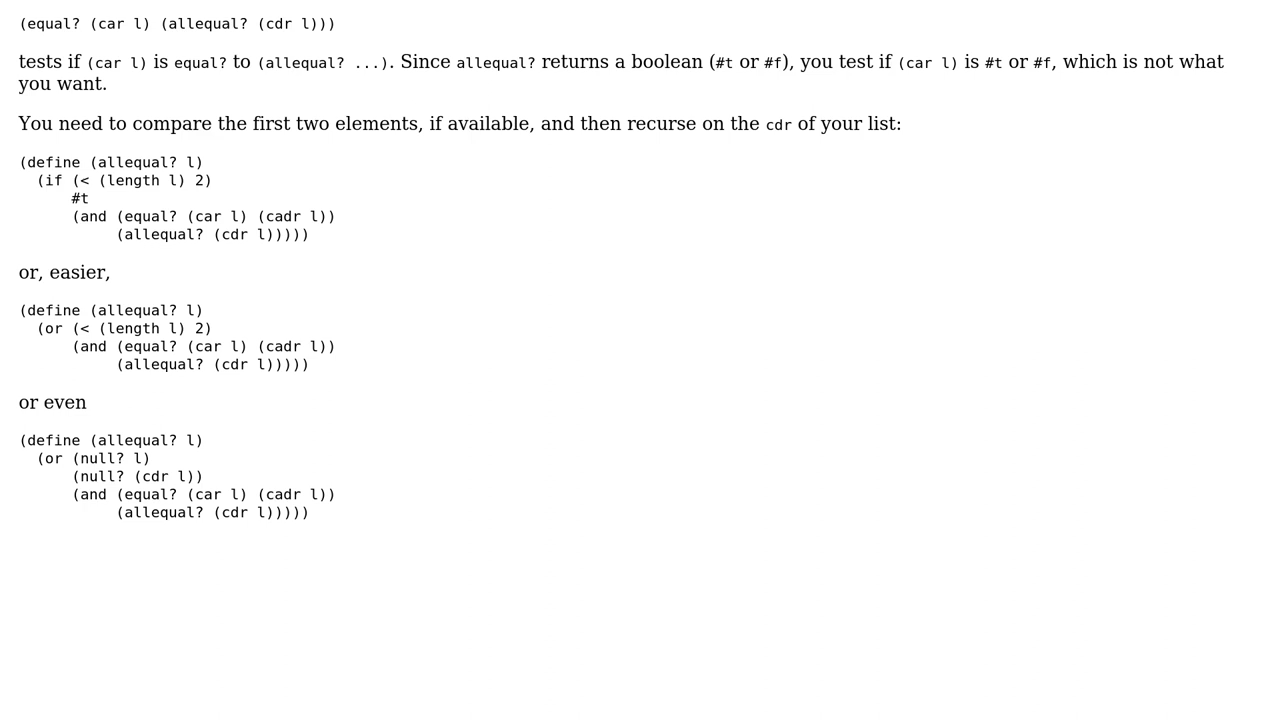 (equal? (car l) (allequal? (cdr l)))
tests if (car l) is equal? to (allequal? ...). Since allequal? returns a boolean (#t or #f), you test if (car l) is #t or #f, which is not what
you want.
You need to compare the first two elements, if available, and then recurse on the cdr of your list:
(define (allequal? l)
  (if (< (length l) 2)
      #t
      (and (equal? (car l) (cadr l))
           (allequal? (cdr l)))))
or, easier,
(define (allequal? l)
  (or (< (length l) 2)
      (and (equal? (car l) (cadr l))
           (allequal? (cdr l)))))
or even
(define (allequal? l)
  (or (null? l)
      (null? (cdr l))
      (and (equal? (car l) (cadr l))
           (allequal? (cdr l)))))